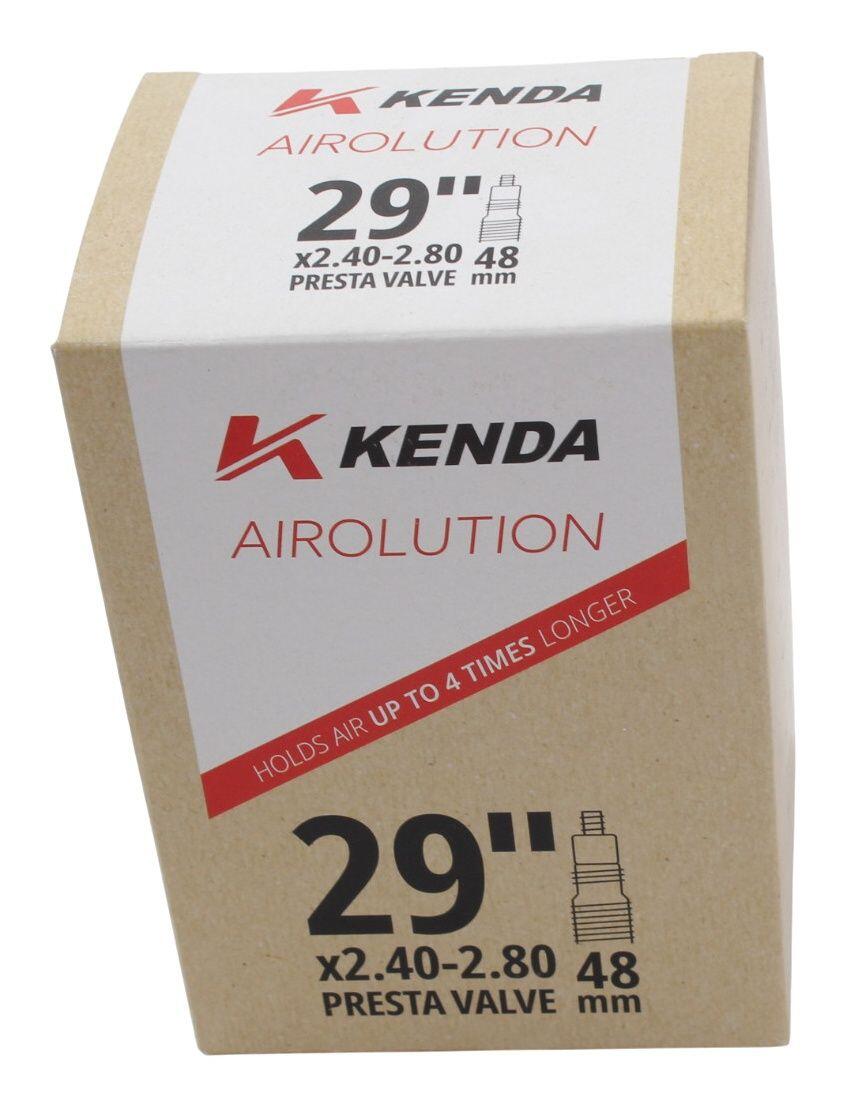 KENDA
AIROLUTION
29"
x2.40-2.80 48
PRESTA VALVE mm
KENDA
AIROLUTION
HOLDS AIR UP TO 4 TIMES LONGER
29"
x2.40-2.80 48
PRESTA VALVE mm